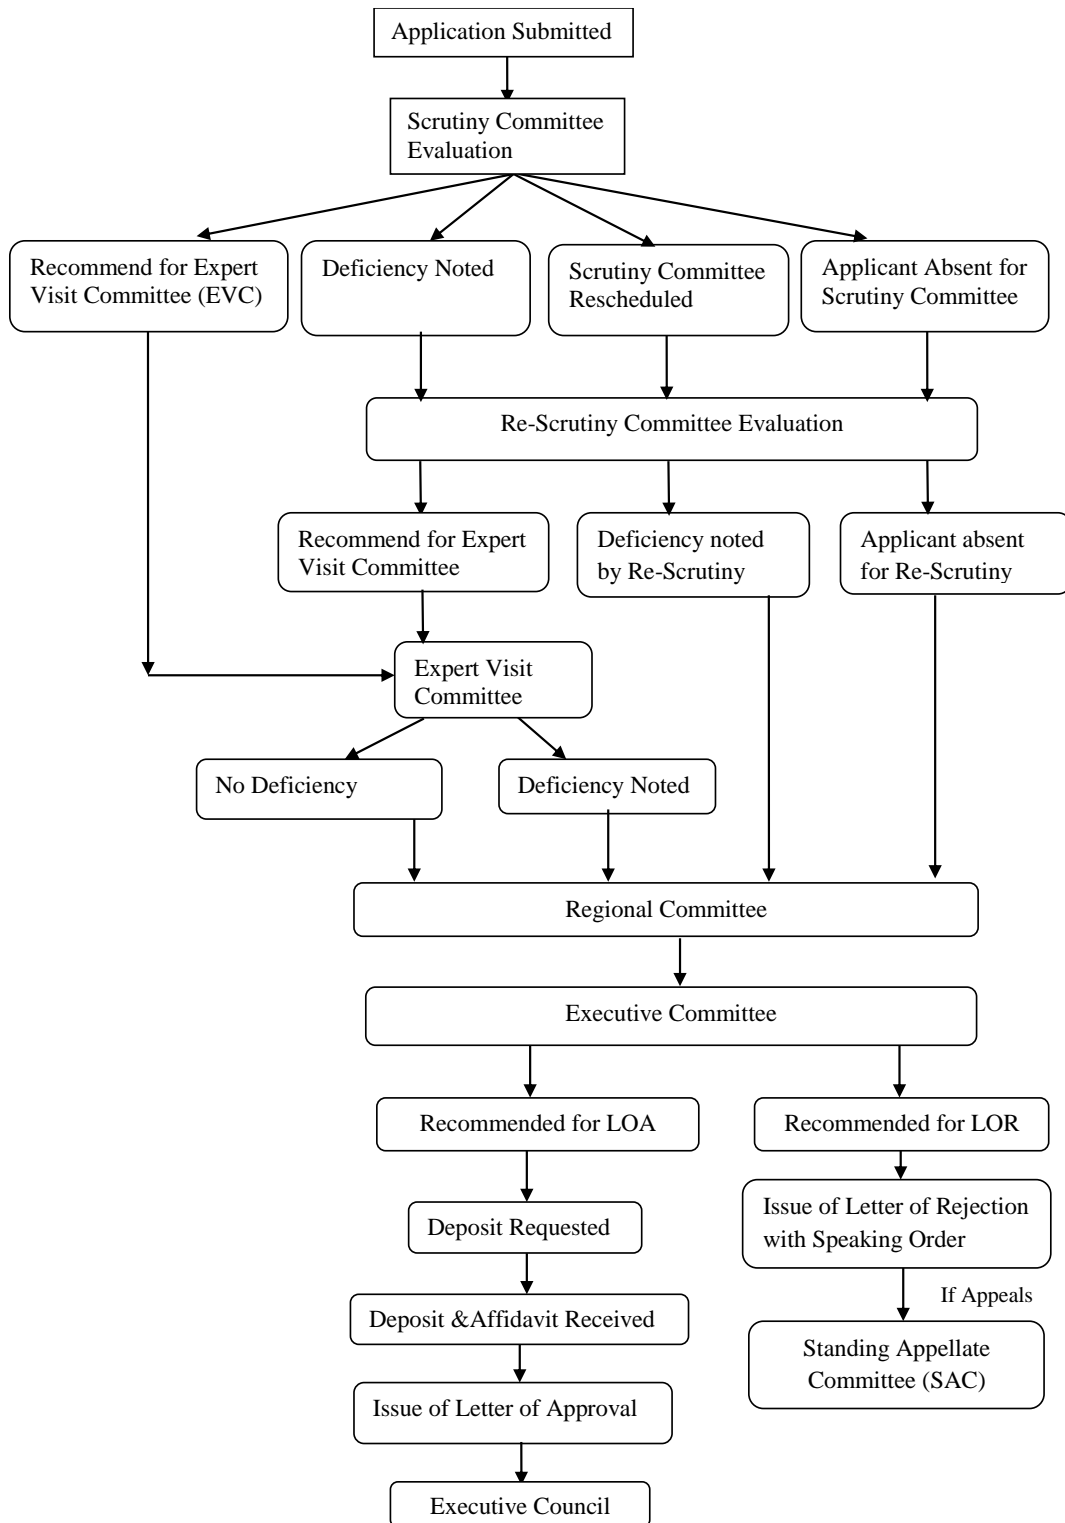 Application Submitted
Scrutiny Committee
Evaluation
Recommend for Expert
Visit Committee (EVC)
Deficiency Noted
Scrutiny Committee
Rescheduled
Applicant Absent for
Scrutiny Committee
Re-Scrutiny Committee Evaluation
Recommend for Expert
Visit Committee
Deficiency noted
by Re-Scrutiny
Applicant absent
for Re-Scrutiny
Expert Visit
Committee
No Deficiency
Deficiency Noted
Regional Committee
Executive Committee
Recommended for LOA
Recommended for LOR
Deposit Requested
Issue of Letter of Rejection
with Speaking Order
If Appeals
Deposit &Affidavit Received
Standing Appellate
Committee (SAC)
Issue of Letter of Approval
Executive Council